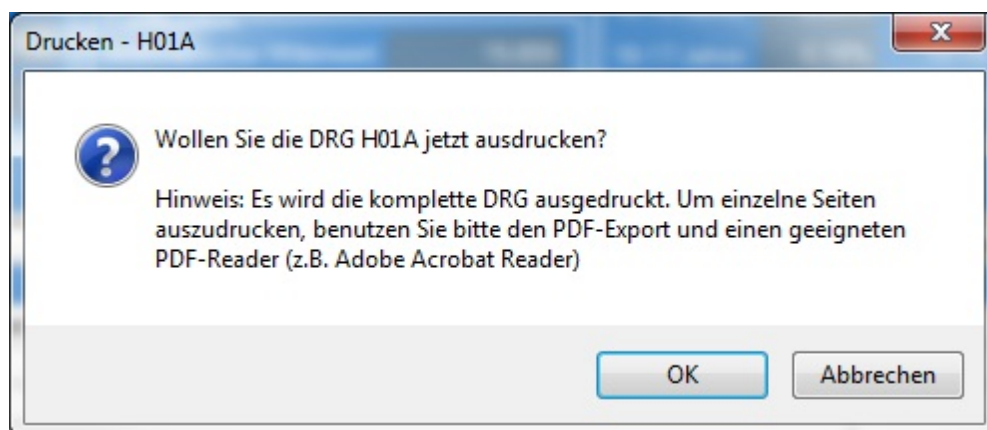 Drucken - H01A
Wollen Sie die DRG H01A jetzt ausdrucken?
Hinweis: Es wird die komplette DRG ausgedruckt. Um einzelne Seiten
auszudrucken, benutzen Sie bitte den PDF-Export und einen geeigneten
PDF-Reader (z.B. Adobe Acrobat Reader)
OK
Abbrechen